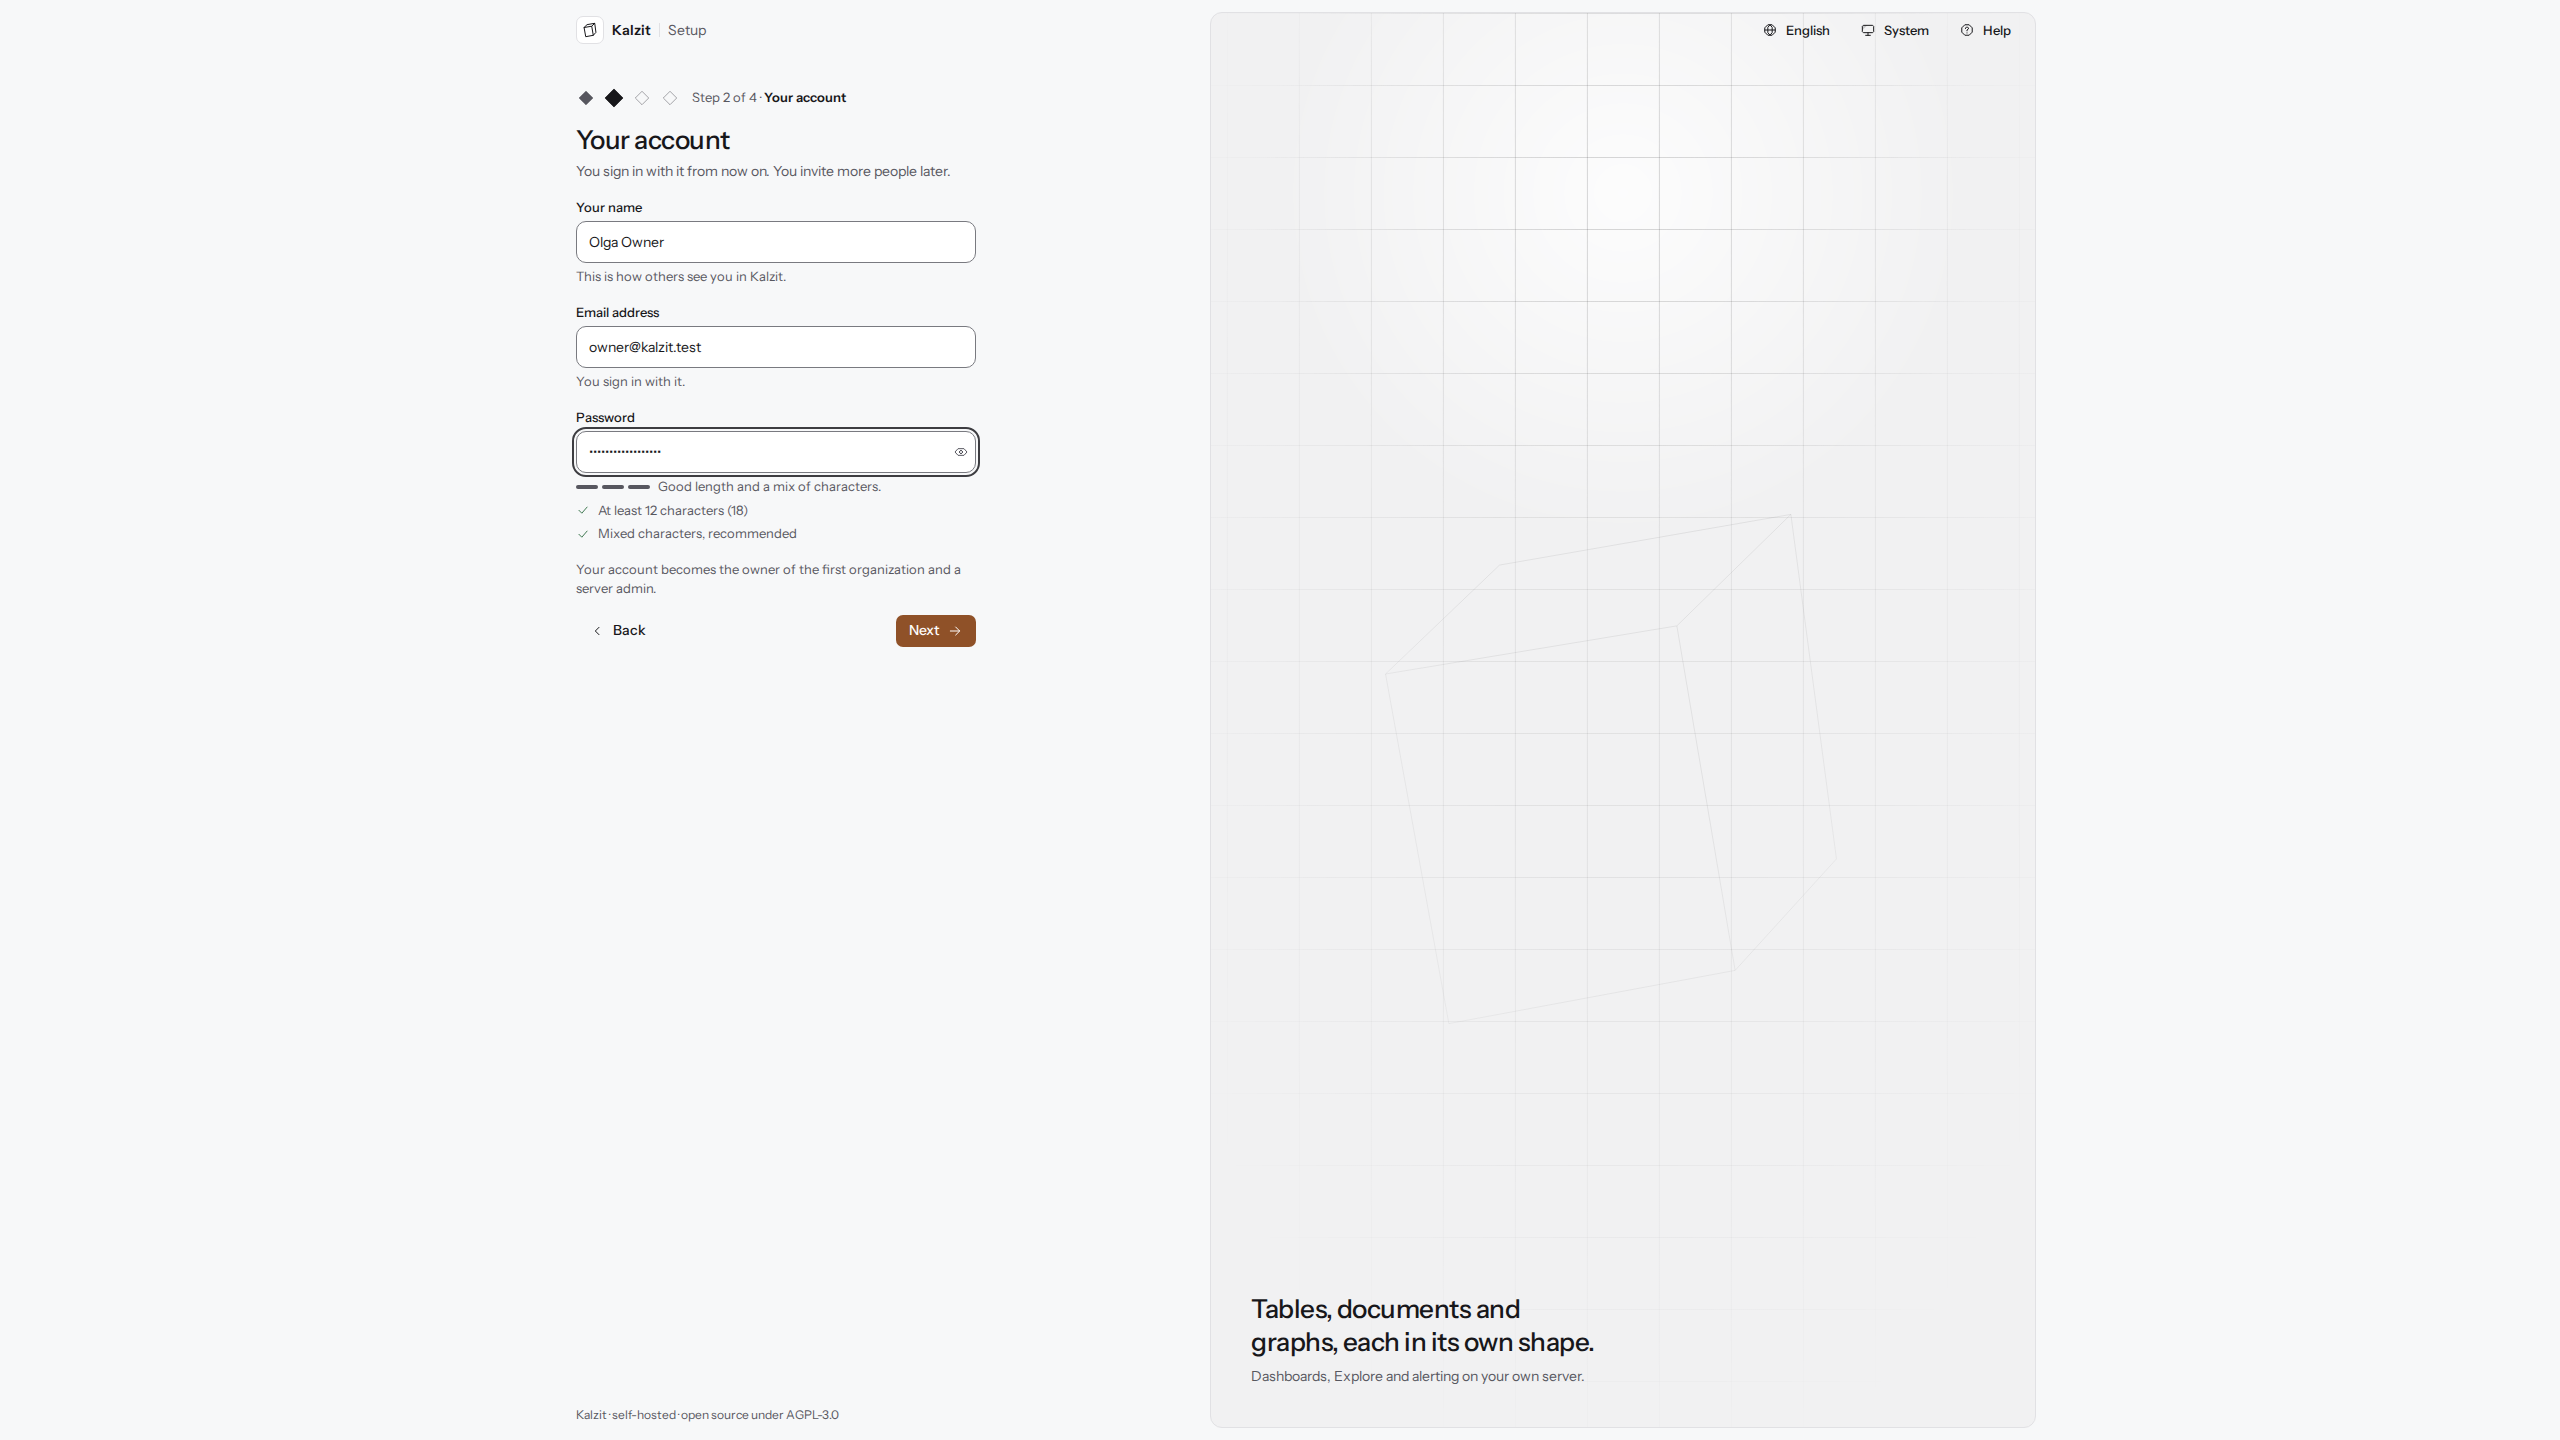 Kalzit
Setup
English
System
Help
Step 2 of 4 · Your account
Your account
You sign in with it from now on. You invite more people later.
Your name
Olga Owner
This is how others see you in Kalzit.
Email address
owner@kalzit.test
You sign in with it.
Password
••••••••••••••••••
Good length and a mix of characters.
At least 12 characters (18)
Mixed characters, recommended
Your account becomes the owner of the first organization and a
server admin.
Back
Next
Tables, documents and
graphs, each in its own shape.
Dashboards, Explore and alerting on your own server.
Kalzit · self-hosted · open source under AGPL-3.0